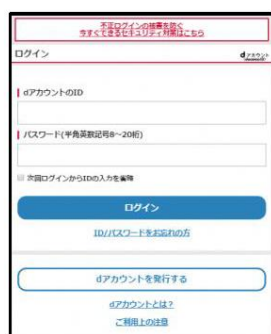 不正ログインの被害を防ぐ
今すぐできるセキュリティ対策はこちら
ログイン
dアカウント
dアカウントのID
パスワード(半角英数記号8〜20桁)
次回ログインからIDの入力を省略
ログイン
ID/パスワードをお忘れの方
dアカウントを発行する
dアカウントとは?
ご利用上の注意